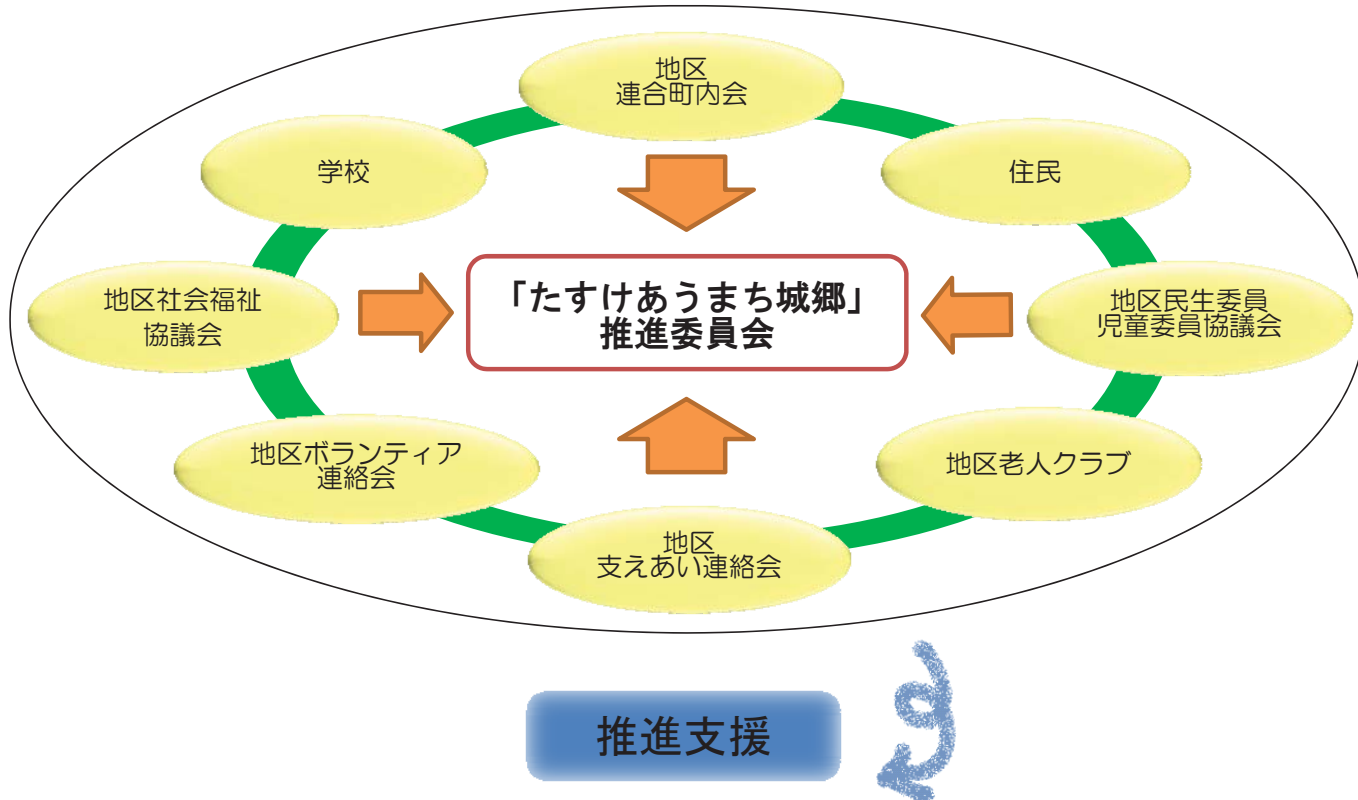 地区
連合町内会
学校
住民
地区社会福祉
協議会
「たすけあうまち城郷」
推進委員会
地区民生委員
児童委員協議会
地区ボランティア
連絡会
地区老人クラブ
地区
支えあい連絡会
推進支援